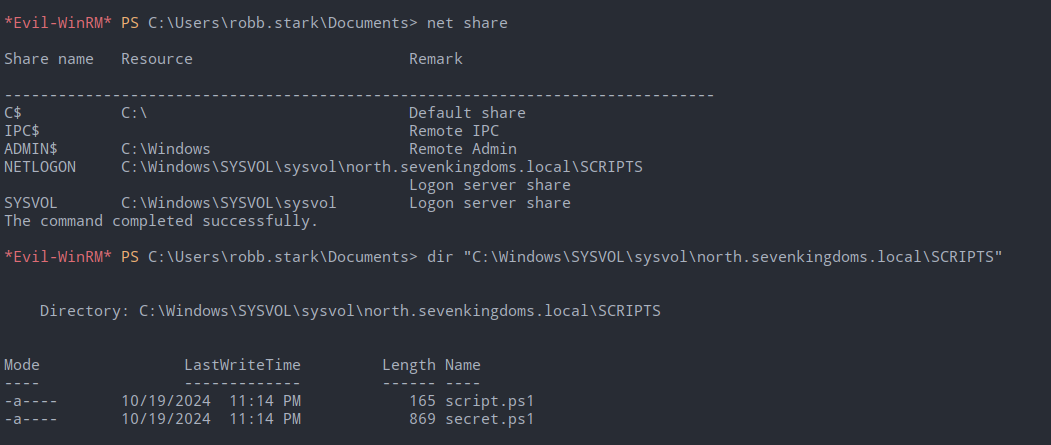 *Evil-WinRM* PS C:\Users\robb.stark\Documents> net share
Share name   Resource                        Remark
-------------------------------------------------------------------------------
C$           C:\                             Default share
IPC$                                         Remote IPC
ADMIN$       C:\Windows                      Remote Admin
NETLOGON     C:\Windows\SYSVOL\sysvol\north.sevenkingdoms.local\SCRIPTS
                                             Logon server share
SYSVOL       C:\Windows\SYSVOL\sysvol        Logon server share
The command completed successfully.
*Evil-WinRM* PS C:\Users\robb.stark\Documents> dir "C:\Windows\SYSVOL\sysvol\north.sevenkingdoms.local\SCRIPTS"
    Directory: C:\Windows\SYSVOL\sysvol\north.sevenkingdoms.local\SCRIPTS
Mode                LastWriteTime         Length Name
----                -------------         ------ ----
-a----       10/19/2024  11:14 PM            165 script.ps1
-a----       10/19/2024  11:14 PM            869 secret.ps1